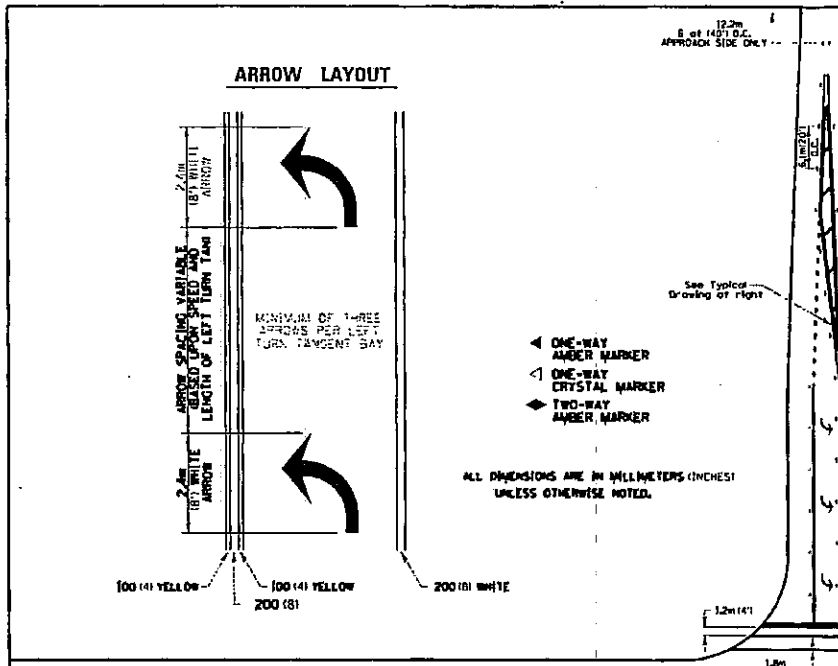 12.2m
6 at (40') O.C.
APPROACH SIDE ONLY
ARROW LAYOUT
6.1m(20')
O.C.
2.4m
(8') WHITE
ARROW
ARROW SPACING VARIABLE
(BASED UPON SPEED AND
LENGTH OF LEFT TURN TAN)
MINIMUM OF THREE
ARROWS PER LEFT
TURN TANGENT BAY
See Typical
Drawing at right
ONE-WAY
AMBER MARKER
ONE-WAY
CRYSTAL MARKER
TWO-WAY
AMBER MARKER
2.4m
(8') WHITE
ARROW
ALL DIMENSIONS ARE IN MILLIMETERS (INCHES)
UNLESS OTHERWISE NOTED.
100 (4) YELLOW
100 (4) YELLOW
200 (8)
200 (8) WHITE
1.2m (4')
1.8m